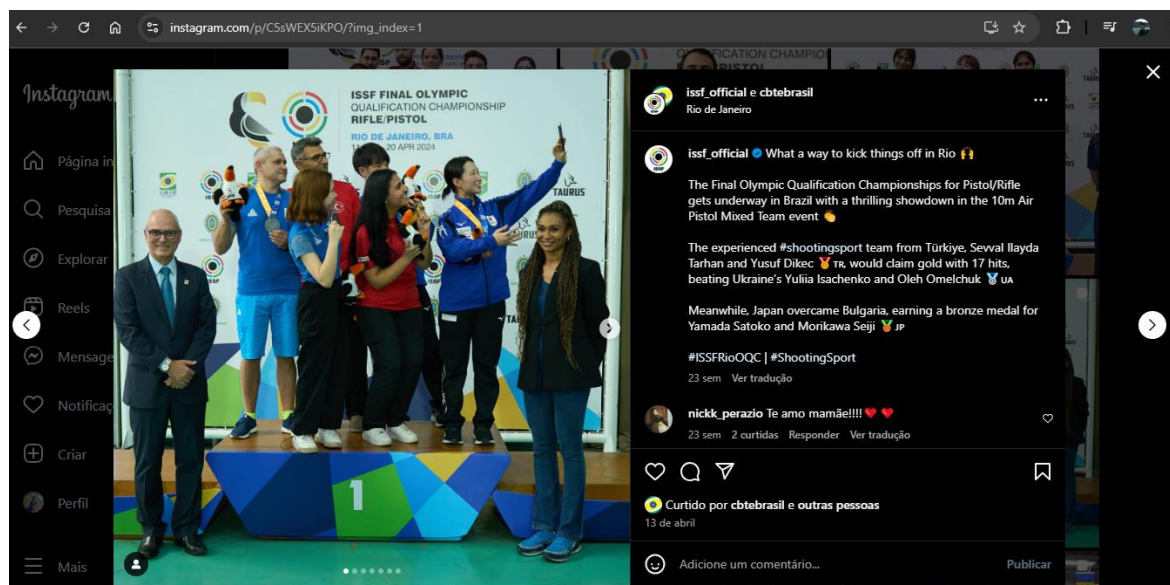 instagram.com/p/C5sWEX5iKPO/?img_index=1
Instagram
Página in
Pesquisa
Explorar
Reels
Message
Notificaç
Criar
Perfil
Mais
ISSF FINAL OLYMPIC
QUALIFICATION CHAMPIONSHIP
RIFLE/PISTOL
RIO DE JANEIRO, BRA
20 APR 2024
TAURUS
1
issf_official e cbtebrasil
Rio de Janeiro
issf_official What a way to kick things off in Rio 🙌
The Final Olympic Qualification Championships for Pistol/Rifle
gets underway in Brazil with a thrilling showdown in the 10m Air
Pistol Mixed Team event 👏
The experienced #shootingsport team from Türkiye, Sevval Ilayda
Tarhan and Yusuf Dikec 🥇 TR, would claim gold with 17 hits,
beating Ukraine's Yuliia Isachenko and Oleh Omelchuk 🥈 UA
Meanwhile, Japan overcame Bulgaria, earning a bronze medal for
Yamada Satoko and Morikawa Seiji 🥉 JP
#ISSFRioOQC | #ShootingSport
23 sem Ver tradução
nickk_perazio Te amo mamãe!!!! ❤️ ❤️
23 sem 2 curtidas Responder Ver tradução
Curtido por cbtebrasil e outras pessoas
13 de abril
Adicione um comentário... Publicar